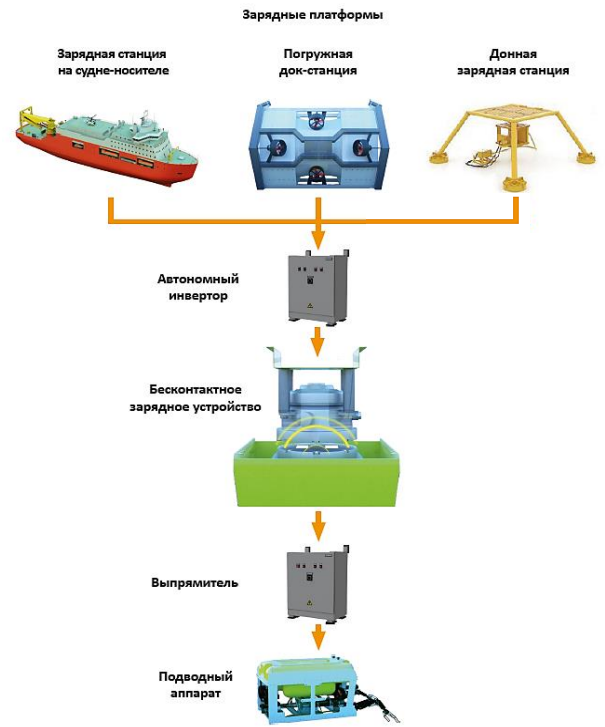 Зарядные платформы
Зарядная станция
на судне-носителе
Погружная
док-станция
Донная
зарядная станция
Автономный
инвертор
Бесконтактное
зарядное устройство
Выпрямитель
Подводный
аппарат